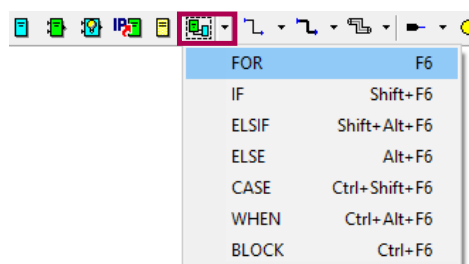 IP
FOR F6
IF Shift+F6
ELSIF Shift+Alt+F6
ELSE Alt+F6
CASE Ctrl+Shift+F6
WHEN Ctrl+Alt+F6
BLOCK Ctrl+F6